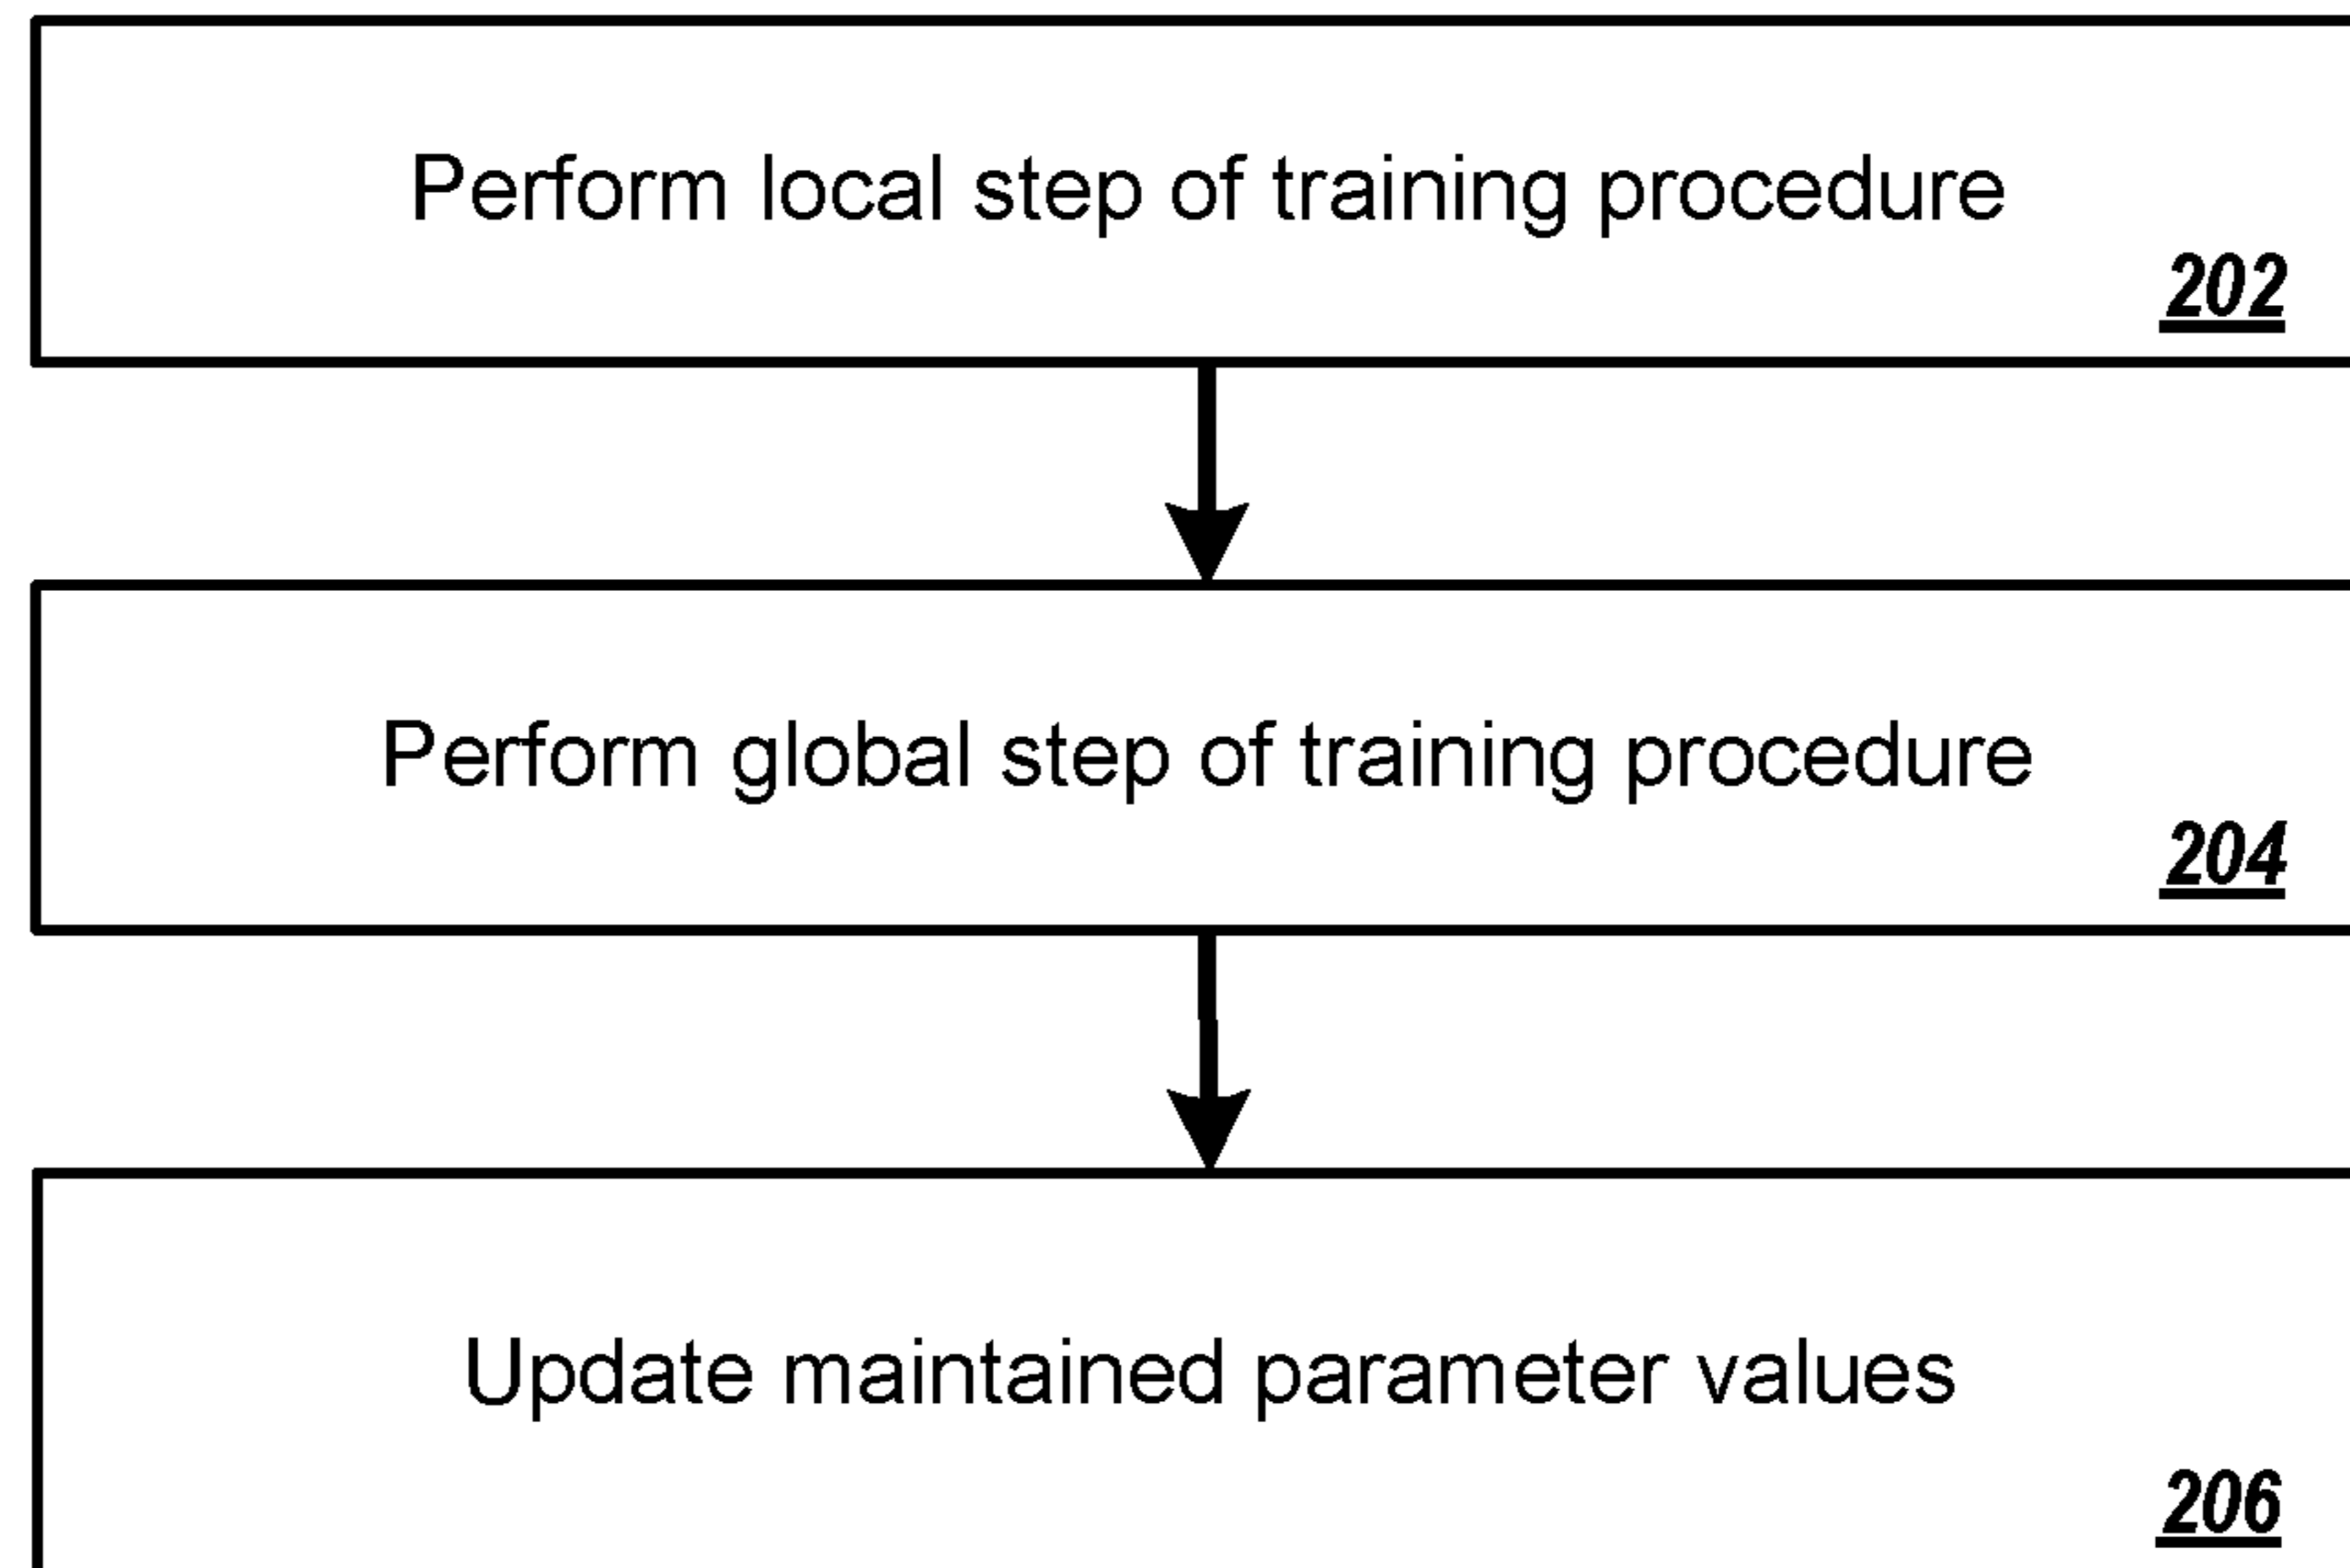 Perform local step of training procedure
202
Perform global step of training procedure
204
Update maintained parameter values
206